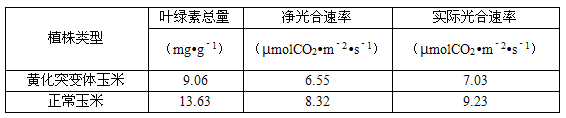 植株类型 叶绿素总量 净光合速率 实际光合速率
（mg•g⁻¹） （μmolCO₂•m⁻²•s⁻¹） （μmolCO₂•m⁻²•s⁻¹）
黄化突变体玉米 9.06 6.55 7.03
正常玉米 13.63 8.32 9.23